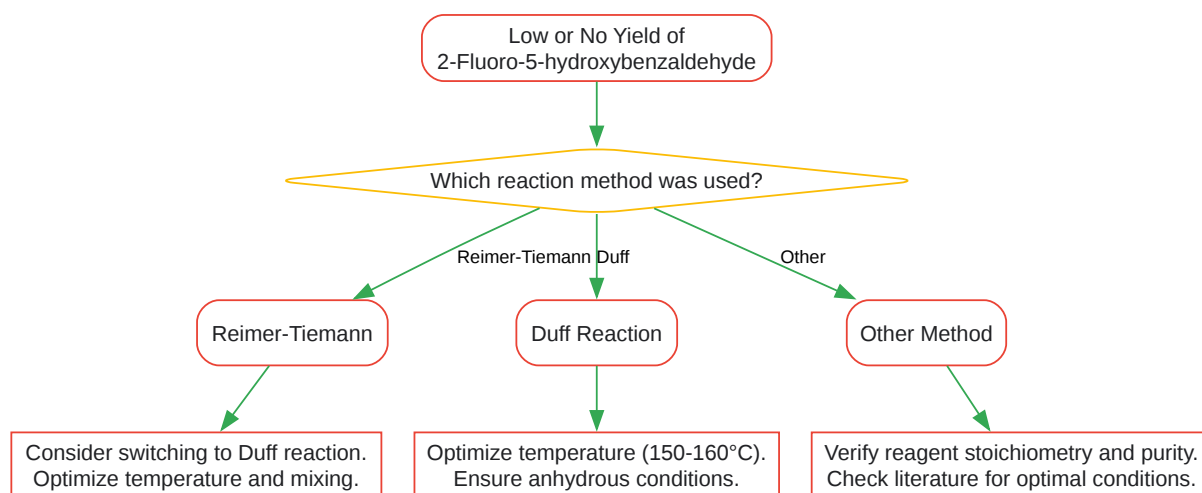 Low or No Yield of
2-Fluoro-5-hydroxybenzaldehyde
Which reaction method was used?
Reimer-Tiemann
Duff
Other
Reimer-Tiemann
Duff Reaction
Other Method
Consider switching to Duff reaction.
Optimize temperature and mixing.
Optimize temperature (150-160°C).
Ensure anhydrous conditions.
Verify reagent stoichiometry and purity.
Check literature for optimal conditions.